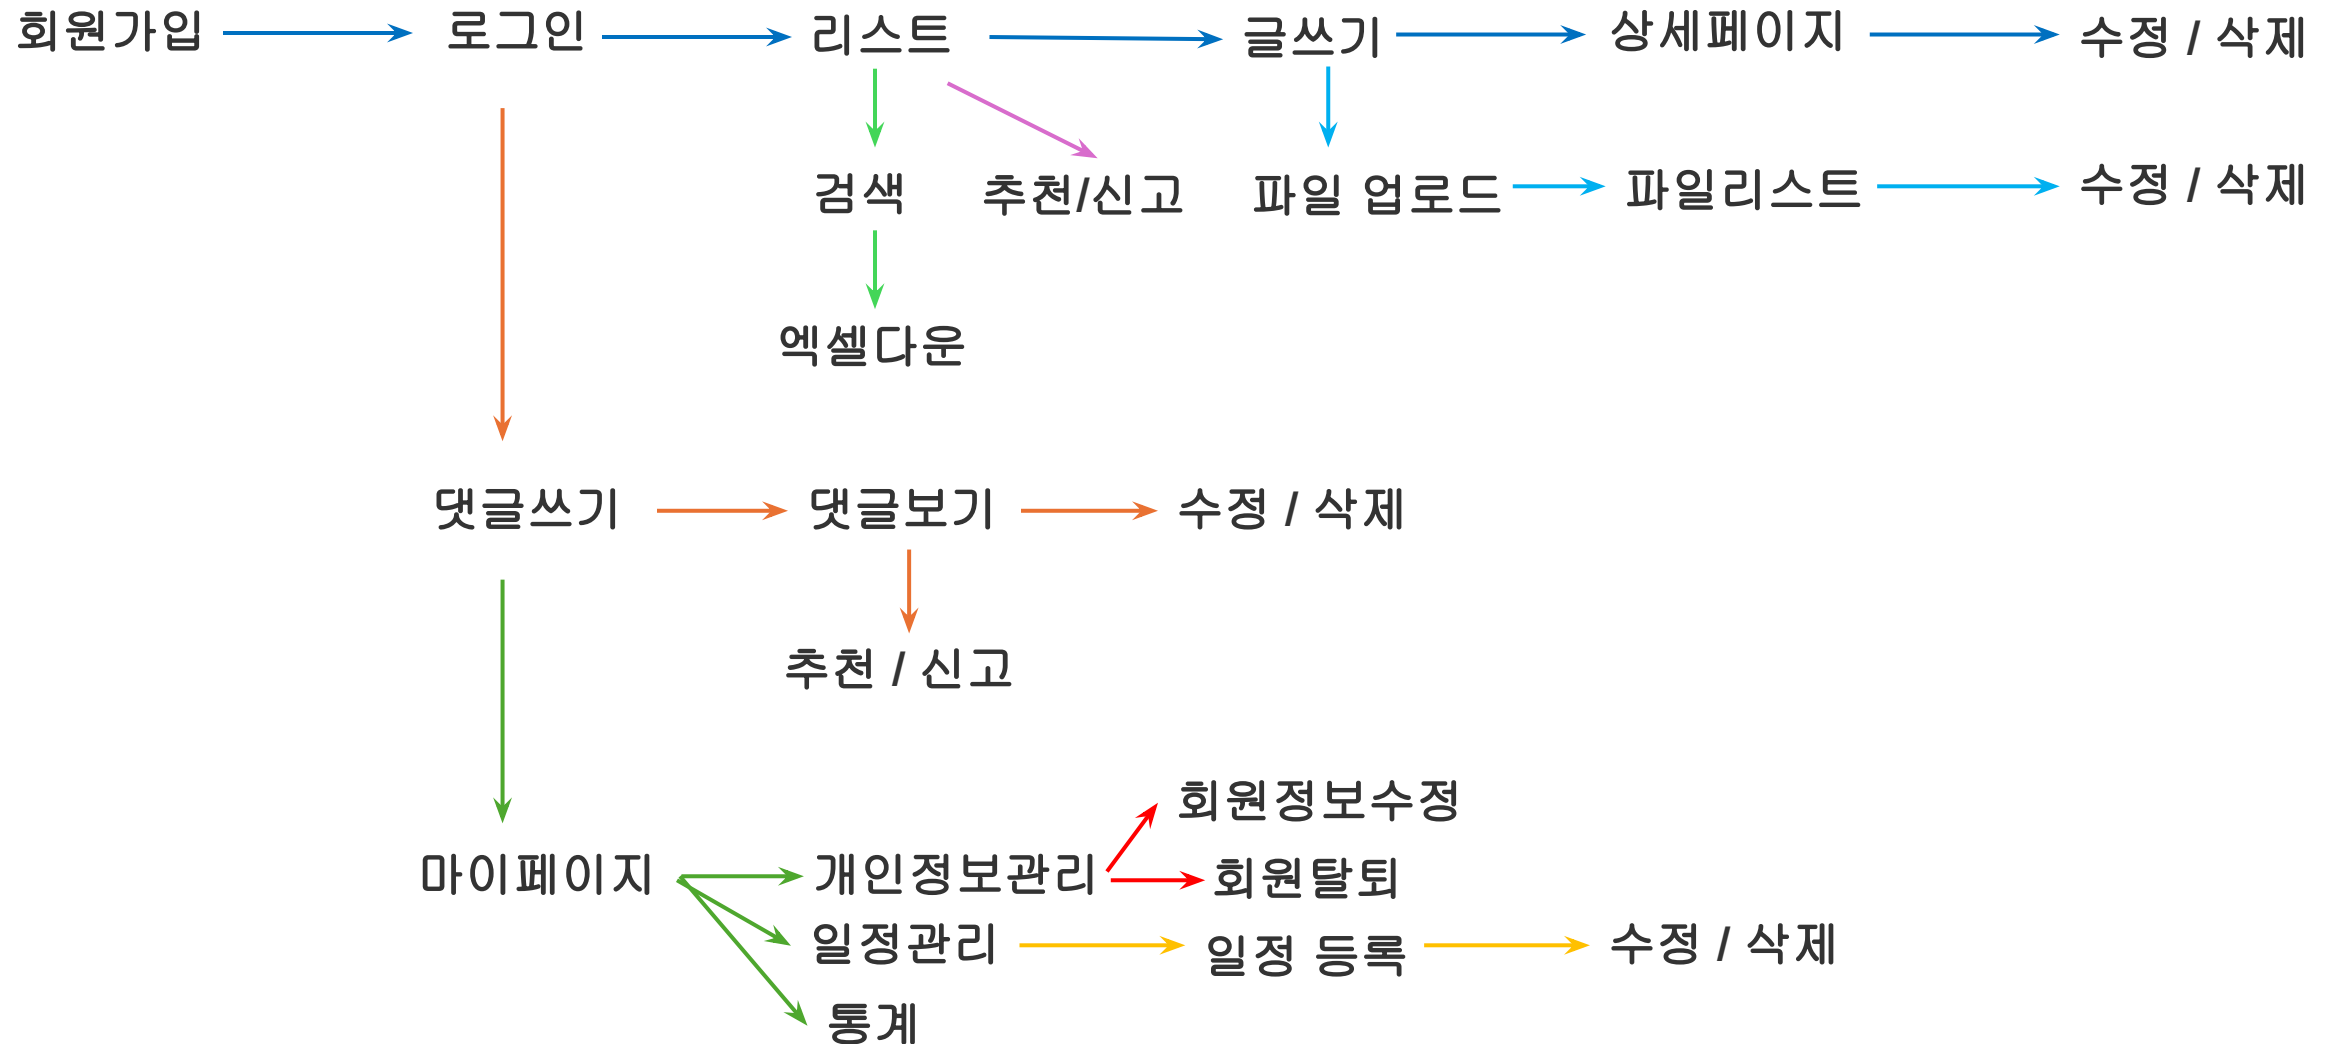 회원가입
로그인
리스트
글쓰기
상세페이지
수정 / 삭제
검색
추천/신고
파일 업로드
파일리스트
수정 / 삭제
엑셀다운
댓글쓰기
댓글보기
수정 / 삭제
추천 / 신고
회원정보수정
마이페이지
개인정보관리
회원탈퇴
일정관리
일정 등록
수정 / 삭제
통계